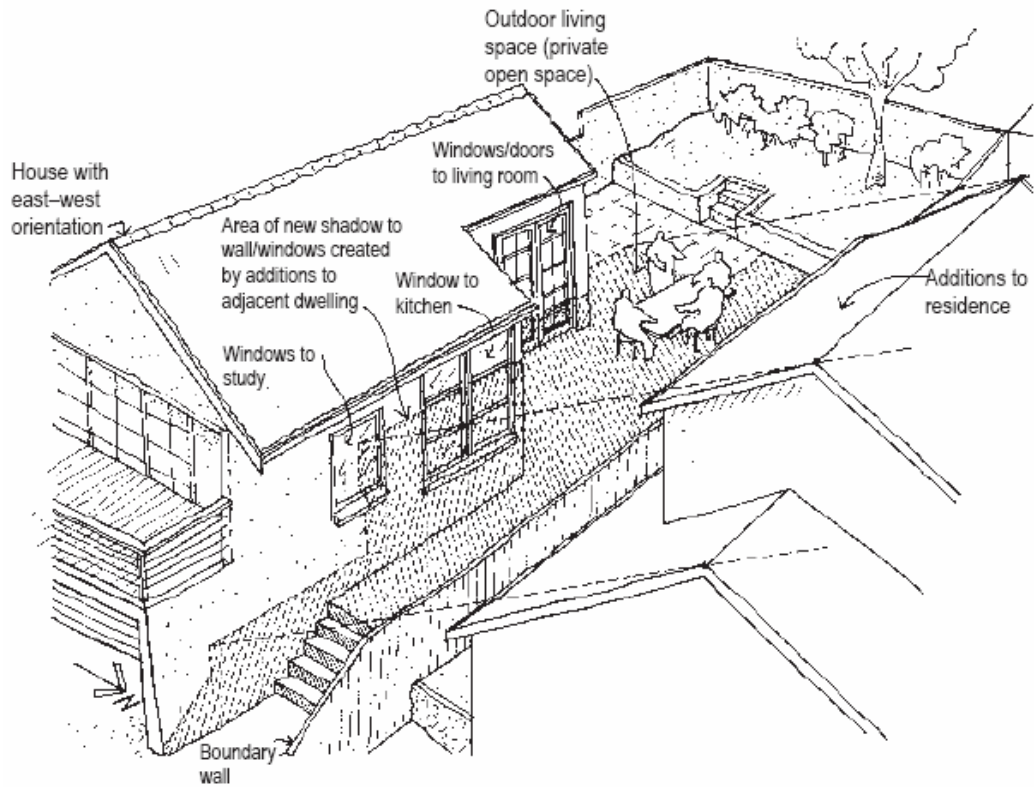 Outdoor living
space (private
open space)
Windows/doors
to living room
House with
east–west
orientation
Area of new shadow to
wall/windows created
by additions to
adjacent dwelling
Window to
kitchen
Additions to
residence
Windows to
study
N
Boundary
wall